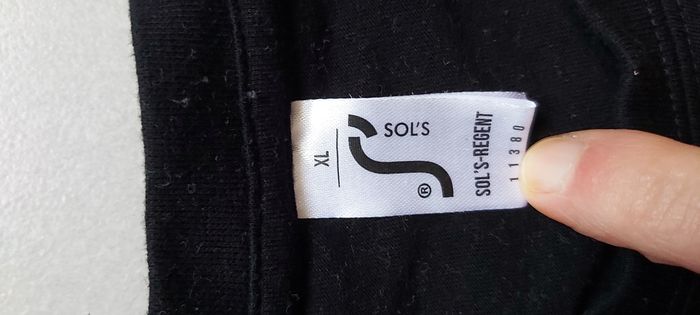 XL
SOL'S
®
SOL'S-REGENT
11380